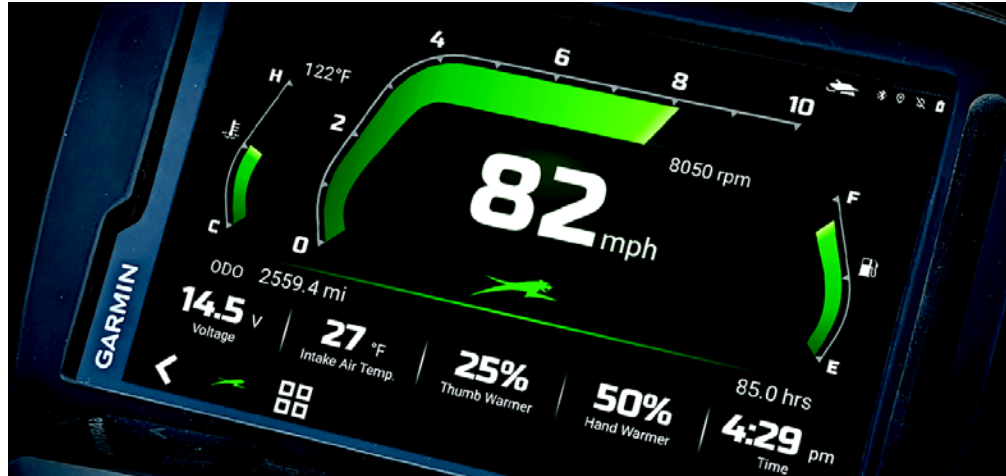 4
6
8
10
H
122°F
2
8050 rpm
82 mph
F
C
0
E
ODO 2559.4 mi
85.0 hrs
14.5 V
Voltage
27 °F
Intake Air Temp.
25%
Thumb Warmer
50%
Hand Warmer
4:29 pm
Time
GARMIN